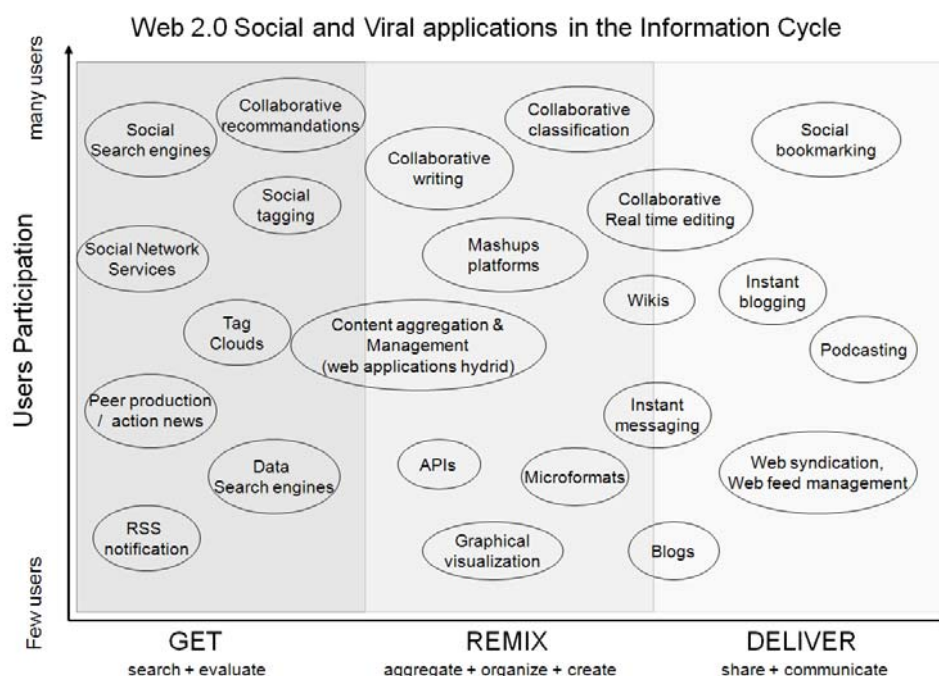 Web 2.0 Social and Viral applications in the Information Cycle
many users
Users Participation
Few users
Social
Search engines
Collaborative
recommandations
Social
tagging
Social Network
Services
Tag
Clouds
Peer production
/ action news
Data
Search engines
RSS
notification
Collaborative
classification
Collaborative
writing
Mashups
platforms
Content aggregation &
Management
(web applications hydrid)
APIs
Microformats
Graphical
visualization
Collaborative
Real time editing
Wikis
Instant
messaging
Blogs
Social
bookmarking
Instant
blogging
Podcasting
Web syndication,
Web feed management
GET
search + evaluate
REMIX
aggregate + organize + create
DELIVER
share + communicate